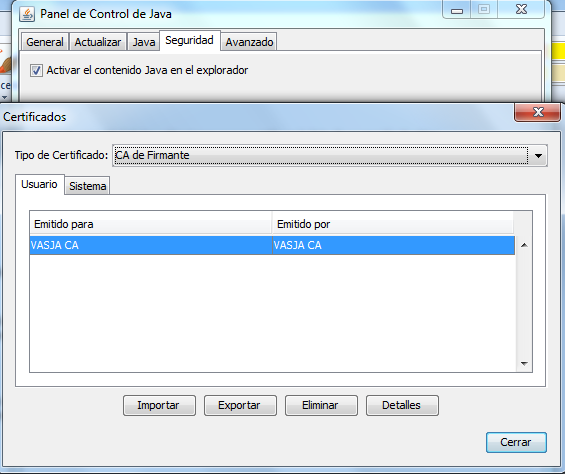 Panel de Control de Java
General Actualizar Java Seguridad Avanzado
Activar el contenido Java en el explorador
ce
Certificados
Tipo de Certificado: CA de Firmante
Usuario Sistema
Emitido para Emitido por
VASJA CA VASJA CA
Importar Exportar Eliminar Detalles
Cerrar